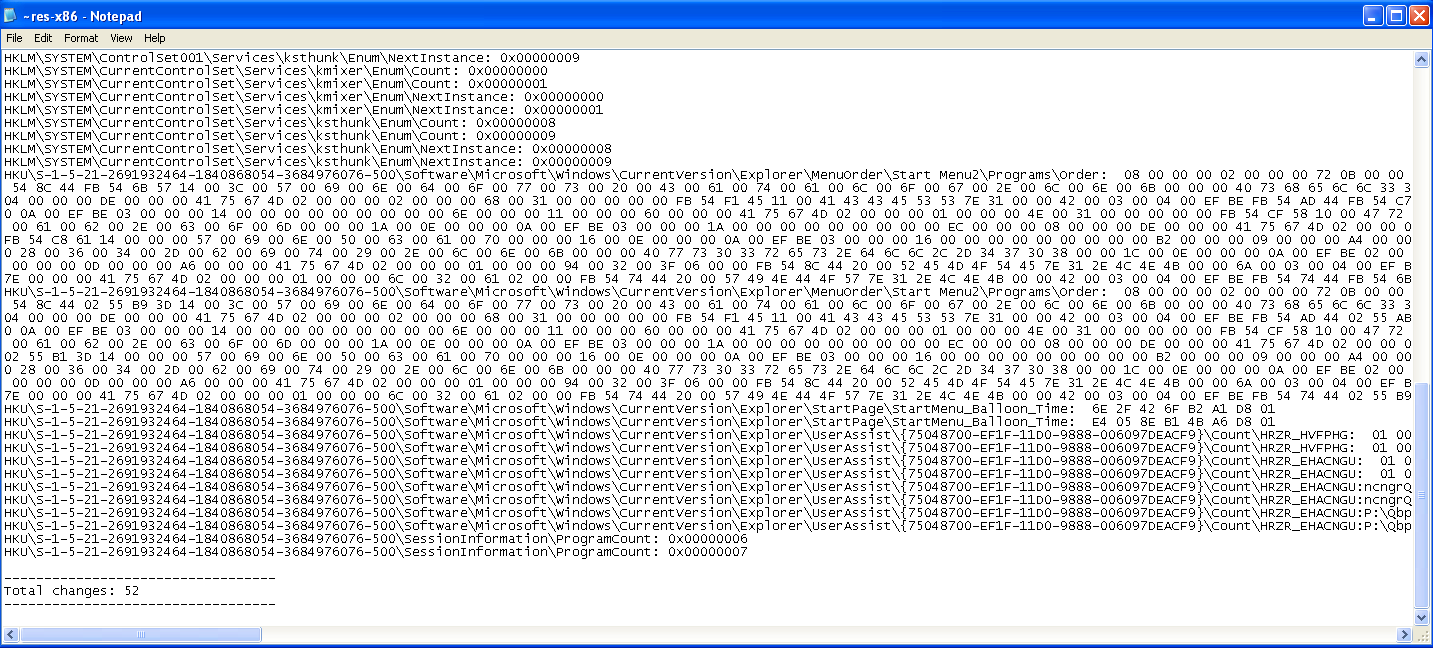 ~res-x86 - Notepad
File Edit Format View Help
HKLM\SYSTEM\ControlSet001\Services\ksthunk\Enum\NextInstance: 0x00000009
HKLM\SYSTEM\CurrentControlSet\Services\kmixer\Enum\Count: 0x00000000
HKLM\SYSTEM\CurrentControlSet\Services\kmixer\Enum\Count: 0x00000001
HKLM\SYSTEM\CurrentControlSet\Services\kmixer\Enum\NextInstance: 0x00000000
HKLM\SYSTEM\CurrentControlSet\Services\kmixer\Enum\NextInstance: 0x00000001
HKLM\SYSTEM\CurrentControlSet\Services\ksthunk\Enum\Count: 0x00000008
HKLM\SYSTEM\CurrentControlSet\Services\ksthunk\Enum\Count: 0x00000009
HKLM\SYSTEM\CurrentControlSet\Services\ksthunk\Enum\NextInstance: 0x00000008
HKLM\SYSTEM\CurrentControlSet\Services\ksthunk\Enum\NextInstance: 0x00000009
HKU\S-1-5-21-2691932464-1840868054-3684976076-500\Software\Microsoft\Windows\CurrentVersion\Explorer\MenuOrder\Start Menu2\Programs\Order: 08 00 00 00 02 00 00 00 72 0B 00 00
54 8C 44 FB 54 6B 57 14 00 3C 00 57 00 69 00 6E 00 64 00 6F 00 77 00 73 00 20 00 43 00 61 00 74 00 61 00 6C 00 6F 00 67 00 2E 00 6C 00 6E 00 6B 00 00 00 40 73 68 65 6C 6C 33 3
04 00 00 00 DE 00 00 00 41 75 67 4D 02 00 00 00 02 00 00 00 68 00 31 00 00 00 00 00 FB 54 F1 45 11 00 41 43 43 45 53 53 7E 31 00 00 42 00 03 00 04 00 EF BE FB 54 AD 44 FB 54 C7
0 0A 00 EF BE 03 00 00 00 14 00 00 00 00 00 00 00 00 00 6E 00 00 00 11 00 00 00 60 00 00 00 41 75 67 4D 02 00 00 00 01 00 00 00 4E 00 31 00 00 00 00 00 FB 54 CF 58 10 00 47 72
00 61 00 62 00 2E 00 63 00 6F 00 6D 00 00 00 1A 00 0E 00 00 00 0A 00 EF BE 03 00 00 00 1A 00 00 00 00 00 00 00 00 00 EC 00 00 00 08 00 00 00 DE 00 00 00 41 75 67 4D 02 00 00 0
FB 54 C8 61 14 00 00 00 57 00 69 00 6E 00 50 00 63 00 61 00 70 00 00 00 16 00 0E 00 00 00 0A 00 EF BE 03 00 00 00 16 00 00 00 00 00 00 00 00 00 B2 00 00 00 09 00 00 00 A4 00 00
0 28 00 36 00 34 00 2D 00 62 00 69 00 74 00 29 00 2E 00 6C 00 6E 00 6B 00 00 00 40 77 73 30 33 72 65 73 2E 64 6C 6C 2C 2D 34 37 30 38 00 00 1C 00 0E 00 00 00 0A 00 EF BE 02 00
00 00 00 0D 00 00 00 A6 00 00 00 41 75 67 4D 02 00 00 00 01 00 00 00 94 00 32 00 3F 06 00 00 FB 54 8C 44 20 00 52 45 4D 4F 54 45 7E 31 2E 4C 4E 4B 00 00 6A 00 03 00 04 00 EF B
7E 00 00 00 41 75 67 4D 02 00 00 00 01 00 00 00 6C 00 32 00 61 02 00 00 FB 54 74 44 20 00 57 49 4E 44 4F 57 7E 31 2E 4C 4E 4B 00 00 42 00 03 00 04 00 EF BE FB 54 74 44 FB 54 6B
HKU\S-1-5-21-2691932464-1840868054-3684976076-500\Software\Microsoft\Windows\CurrentVersion\Explorer\MenuOrder\Start Menu2\Programs\Order: 08 00 00 00 02 00 00 00 72 0B 00 00
54 8C 44 02 55 B9 3D 14 00 3C 00 57 00 69 00 6E 00 64 00 6F 00 77 00 73 00 20 00 43 00 61 00 74 00 61 00 6C 00 6F 00 67 00 2E 00 6C 00 6E 00 6B 00 00 00 40 73 68 65 6C 6C 33 3
04 00 00 00 DE 00 00 00 41 75 67 4D 02 00 00 00 02 00 00 00 68 00 31 00 00 00 00 00 FB 54 F1 45 11 00 41 43 43 45 53 53 7E 31 00 00 42 00 03 00 04 00 EF BE FB 54 AD 44 02 55 AB
0 0A 00 EF BE 03 00 00 00 14 00 00 00 00 00 00 00 00 00 6E 00 00 00 11 00 00 00 60 00 00 00 41 75 67 4D 02 00 00 00 01 00 00 00 4E 00 31 00 00 00 00 00 FB 54 CF 58 10 00 47 72
00 61 00 62 00 2E 00 63 00 6F 00 6D 00 00 00 1A 00 0E 00 00 00 0A 00 EF BE 03 00 00 00 1A 00 00 00 00 00 00 00 00 00 EC 00 00 00 08 00 00 00 DE 00 00 00 41 75 67 4D 02 00 00 0
02 55 B1 3D 14 00 00 00 57 00 69 00 6E 00 50 00 63 00 61 00 70 00 00 00 16 00 0E 00 00 00 0A 00 EF BE 03 00 00 00 16 00 00 00 00 00 00 00 00 00 B2 00 00 00 09 00 00 00 A4 00 00
0 28 00 36 00 34 00 2D 00 62 00 69 00 74 00 29 00 2E 00 6C 00 6E 00 6B 00 00 00 40 77 73 30 33 72 65 73 2E 64 6C 6C 2C 2D 34 37 30 38 00 00 1C 00 0E 00 00 00 0A 00 EF BE 02 00
00 00 00 0D 00 00 00 A6 00 00 00 41 75 67 4D 02 00 00 00 01 00 00 00 94 00 32 00 3F 06 00 00 FB 54 8C 44 20 00 52 45 4D 4F 54 45 7E 31 2E 4C 4E 4B 00 00 6A 00 03 00 04 00 EF B
7E 00 00 00 41 75 67 4D 02 00 00 00 01 00 00 00 6C 00 32 00 61 02 00 00 FB 54 74 44 20 00 57 49 4E 44 4F 57 7E 31 2E 4C 4E 4B 00 00 42 00 03 00 04 00 EF BE FB 54 74 44 02 55 B9
HKU\S-1-5-21-2691932464-1840868054-3684976076-500\Software\Microsoft\Windows\CurrentVersion\Explorer\StartPage\StartMenu_Balloon_Time: 6E 2F 42 6F B2 A1 D8 01
HKU\S-1-5-21-2691932464-1840868054-3684976076-500\Software\Microsoft\Windows\CurrentVersion\Explorer\StartPage\StartMenu_Balloon_Time: E4 05 8E B1 4B A6 D8 01
HKU\S-1-5-21-2691932464-1840868054-3684976076-500\Software\Microsoft\Windows\CurrentVersion\Explorer\UserAssist\{75048700-EF1F-11D0-9888-006097DEACF9}\Count\HRZR_HVFPHG: 01 00
HKU\S-1-5-21-2691932464-1840868054-3684976076-500\Software\Microsoft\Windows\CurrentVersion\Explorer\UserAssist\{75048700-EF1F-11D0-9888-006097DEACF9}\Count\HRZR_HVFPHG: 01 00
HKU\S-1-5-21-2691932464-1840868054-3684976076-500\Software\Microsoft\Windows\CurrentVersion\Explorer\UserAssist\{75048700-EF1F-11D0-9888-006097DEACF9}\Count\HRZR_EHACNGU: 01 0
HKU\S-1-5-21-2691932464-1840868054-3684976076-500\Software\Microsoft\Windows\CurrentVersion\Explorer\UserAssist\{75048700-EF1F-11D0-9888-006097DEACF9}\Count\HRZR_EHACNGU: 01 0
HKU\S-1-5-21-2691932464-1840868054-3684976076-500\Software\Microsoft\Windows\CurrentVersion\Explorer\UserAssist\{75048700-EF1F-11D0-9888-006097DEACF9}\Count\HRZR_EHACNGU:ncngrQ
HKU\S-1-5-21-2691932464-1840868054-3684976076-500\Software\Microsoft\Windows\CurrentVersion\Explorer\UserAssist\{75048700-EF1F-11D0-9888-006097DEACF9}\Count\HRZR_EHACNGU:ncngrQ
HKU\S-1-5-21-2691932464-1840868054-3684976076-500\Software\Microsoft\Windows\CurrentVersion\Explorer\UserAssist\{75048700-EF1F-11D0-9888-006097DEACF9}\Count\HRZR_EHACNGU:P:\Qbp
HKU\S-1-5-21-2691932464-1840868054-3684976076-500\Software\Microsoft\Windows\CurrentVersion\Explorer\UserAssist\{75048700-EF1F-11D0-9888-006097DEACF9}\Count\HRZR_EHACNGU:P:\Qbp
HKU\S-1-5-21-2691932464-1840868054-3684976076-500\SessionInformation\ProgramCount: 0x00000006
HKU\S-1-5-21-2691932464-1840868054-3684976076-500\SessionInformation\ProgramCount: 0x00000007
----------------------------------
Total changes: 52
----------------------------------